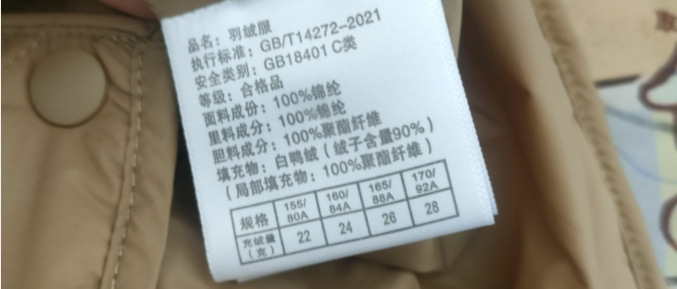 品名：羽绒服
执行标准：GB/T14272-2021
安全类别：GB18401 C类
等级：合格品
面料成份：100%锦纶
里料成分：100%锦纶
胆料成分：100%聚酯纤维
填充物：白鸭绒（绒子含量90%）
（局部填充物：100%聚酯纤维）
规格 155/80A 160/84A 165/88A 170/92A
充绒量（克） 22 24 26 28
取